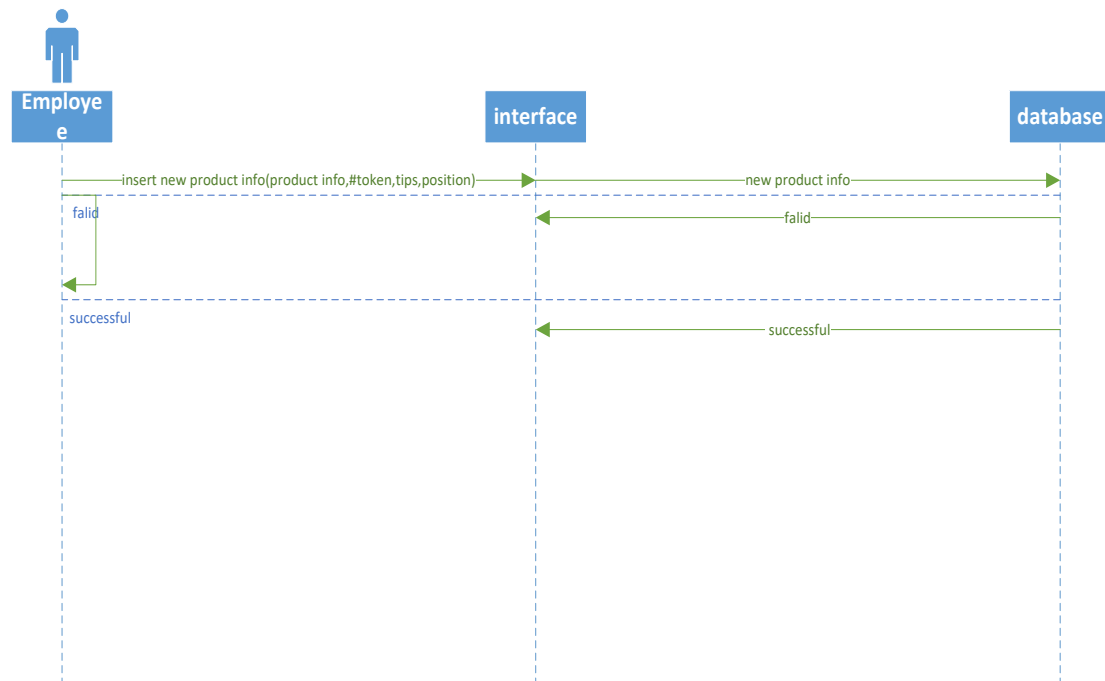 Employe
e
interface
database
insert new product info(product info,#token,tips,position)
new product info
falid
falid
successful
successful